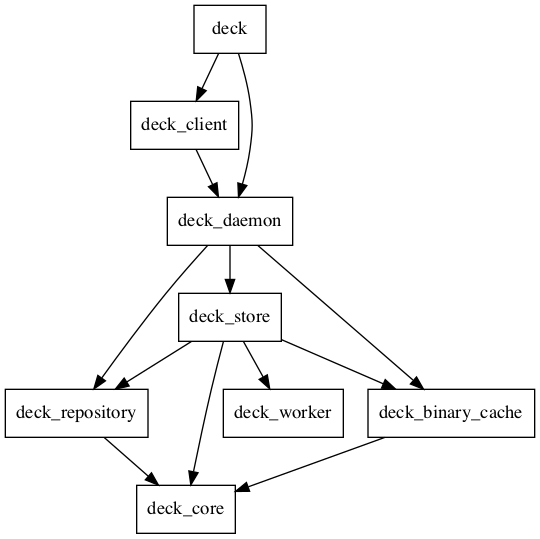 deck
deck_client
deck_daemon
deck_store
deck_repository
deck_worker
deck_binary_cache
deck_core